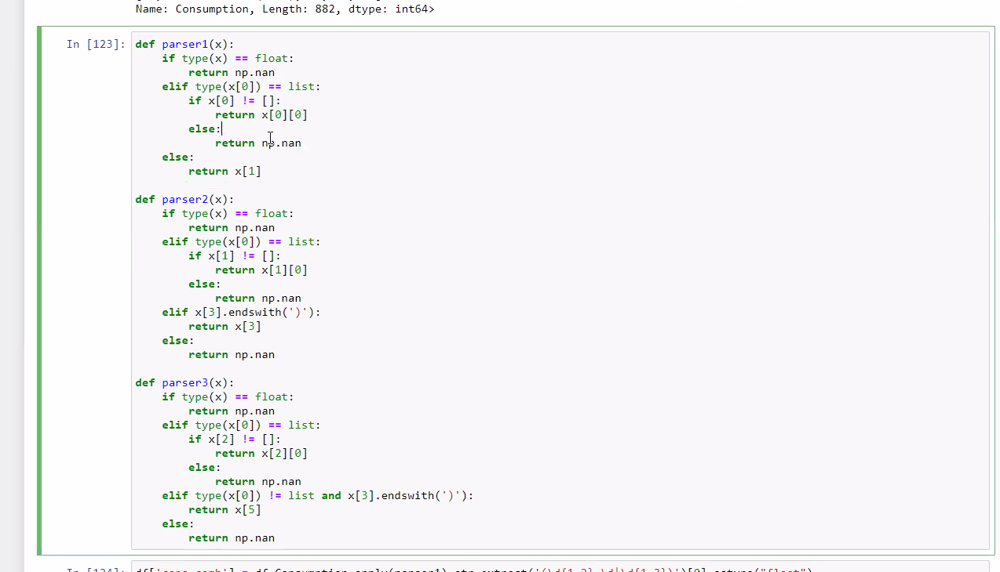 Name: Consumption, Length: 882, dtype: int64>
In [123]:
def parser1(x):
    if type(x) == float:
        return np.nan
    elif type(x[0]) == list:
        if x[0] != []:
            return x[0][0]
        else:
            return np.nan
    else:
        return x[1]

def parser2(x):
    if type(x) == float:
        return np.nan
    elif type(x[0]) == list:
        if x[1] != []:
            return x[1][0]
        else:
            return np.nan
    elif x[3].endswith(')'):
        return x[3]
    else:
        return np.nan

def parser3(x):
    if type(x) == float:
        return np.nan
    elif type(x[0]) == list:
        if x[2] != []:
            return x[2][0]
        else:
            return np.nan
    elif type(x[0]) != list and x[3].endswith(')'):
        return x[5]
    else:
        return np.nan